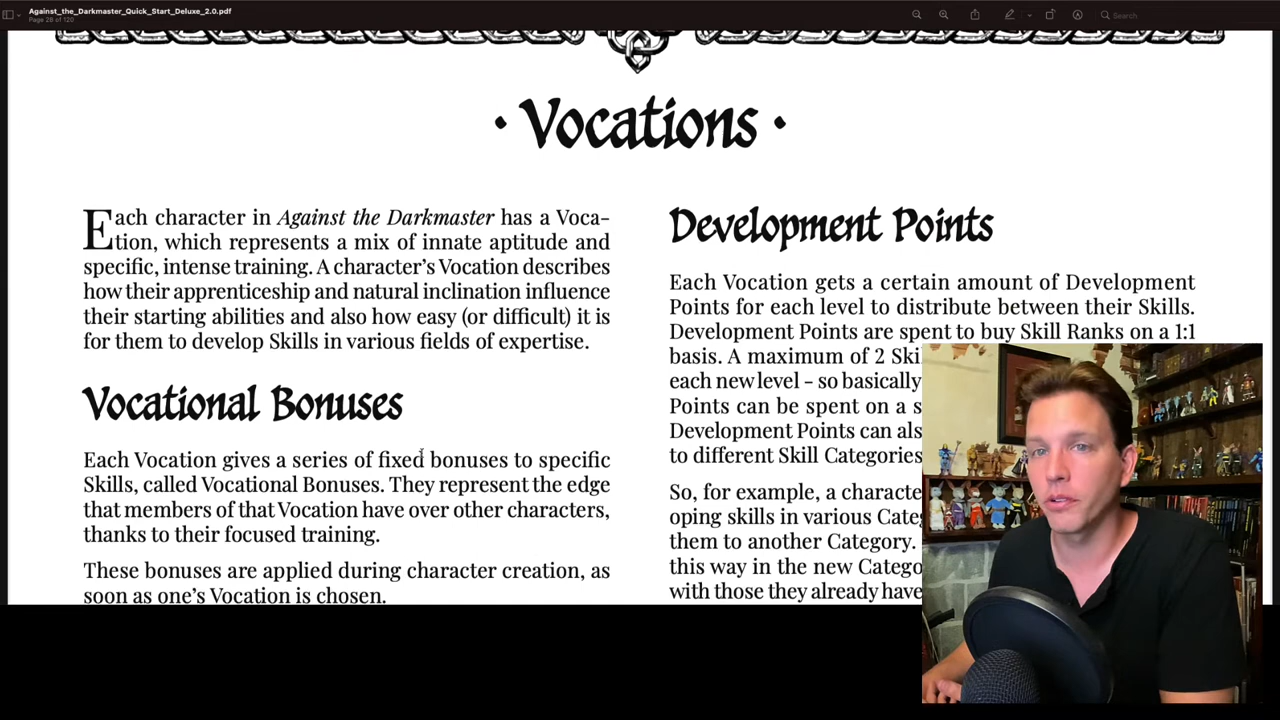 Against_the_Darkmaster_Quick_Start_Deluxe_2.0.pdf
Page 28 of 120
Search
· Vocations ·
Each character in Against the Darkmaster has a Voca-
tion, which represents a mix of innate aptitude and
specific, intense training. A character's Vocation describes
how their apprenticeship and natural inclination influence
their starting abilities and also how easy (or difficult) it is
for them to develop Skills in various fields of expertise.
Vocational Bonuses
Each Vocation gives a series of fixed bonuses to specific
Skills, called Vocational Bonuses. They represent the edge
that members of that Vocation have over other characters,
thanks to their focused training.
These bonuses are applied during character creation, as
soon as one's Vocation is chosen.
Development Points
Each Vocation gets a certain amount of Development
Points for each level to distribute between their Skills.
Development Points are spent to buy Skill Ranks on a 1:1
basis. A maximum of 2 Ski
each new level – so basically
Points can be spent on a s
Development Points can als
to different Skill Categories
So, for example, a characte
oping skills in various Cate
them to another Category.
this way in the new Catego
with those they already have